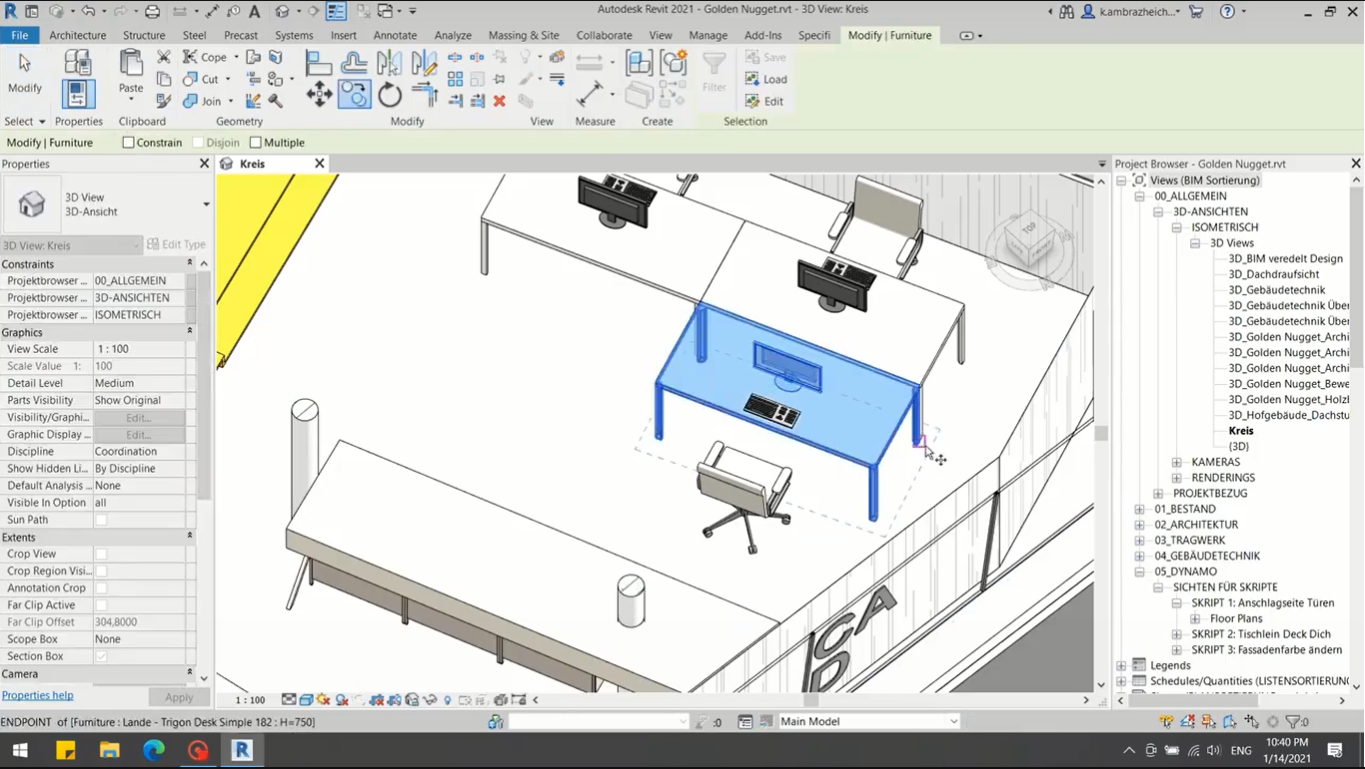 Autodesk Revit 2021 - Golden Nugget.rvt - 3D View: Kreis
k.ambrazheich...
File Architecture Structure Steel Precast Systems Insert Annotate Analyze Massing & Site Collaborate View Manage Add-Ins Specifi Modify | Furniture
Cope
Save
Modify
Paste
Cut
Filter
Load
Join
Edit
Select Properties Clipboard Geometry Modify View Measure Create Selection
Modify | Furniture Constrain Disjoin Multiple
Properties
Kreis
Project Browser - Golden Nugget.rvt
3D View
3D-Ansicht
3D View: Kreis Edit Type
Constraints
Projektbrowser ... 00_ALLGEMEIN
Projektbrowser ... 3D-ANSICHTEN
Projektbrowser ... ISOMETRISCH
Graphics
View Scale 1 : 100
Scale Value 1: 100
Detail Level Medium
Parts Visibility Show Original
Visibility/Graphi... Edit...
Graphic Display ... Edit...
Discipline Coordination
Show Hidden Li... By Discipline
Default Analysis ... None
Visible In Option all
Sun Path
Extents
Crop View
Crop Region Visi...
Annotation Crop
Far Clip Active
Far Clip Offset 304,8000
Scope Box None
Section Box
Camera
Properties help Apply
TOP
CA
D
Views (BIM Sortierung)
00_ALLGEMEIN
3D-ANSICHTEN
ISOMETRISCH
3D Views
3D_BIM veredelt Design
3D_Dachdraufsicht
3D_Gebäudetechnik
3D_Gebäudetechnik Über
3D_Gebäudetechnik Über
3D_Golden Nugget_Archi
3D_Golden Nugget_Archi
3D_Golden Nugget_Archi
3D_Golden Nugget_Bewe
3D_Golden Nugget_Holzl
3D_Hofgebäude_Dachstu
Kreis
{3D}
KAMERAS
RENDERINGS
PROJEKTBEZUG
01_BESTAND
02_ARCHITEKTUR
03_TRAGWERK
04_GEBÄUDETECHNIK
05_DYNAMO
SICHTEN FÜR SKRIPTE
SKRIPT 1: Anschlagseite Türen
Floor Plans
SKRIPT 2: Tischlein Deck Dich
SKRIPT 3: Fassadenfarbe ändern
Legends
Schedules/Quantities (LISTENSORTIERUNG
1 : 100
ENDPOINT of [Furniture : Lande - Trigon Desk Simple 182 : H=750]
:0
Main Model
:0
ENG
10:40 PM
1/14/2021